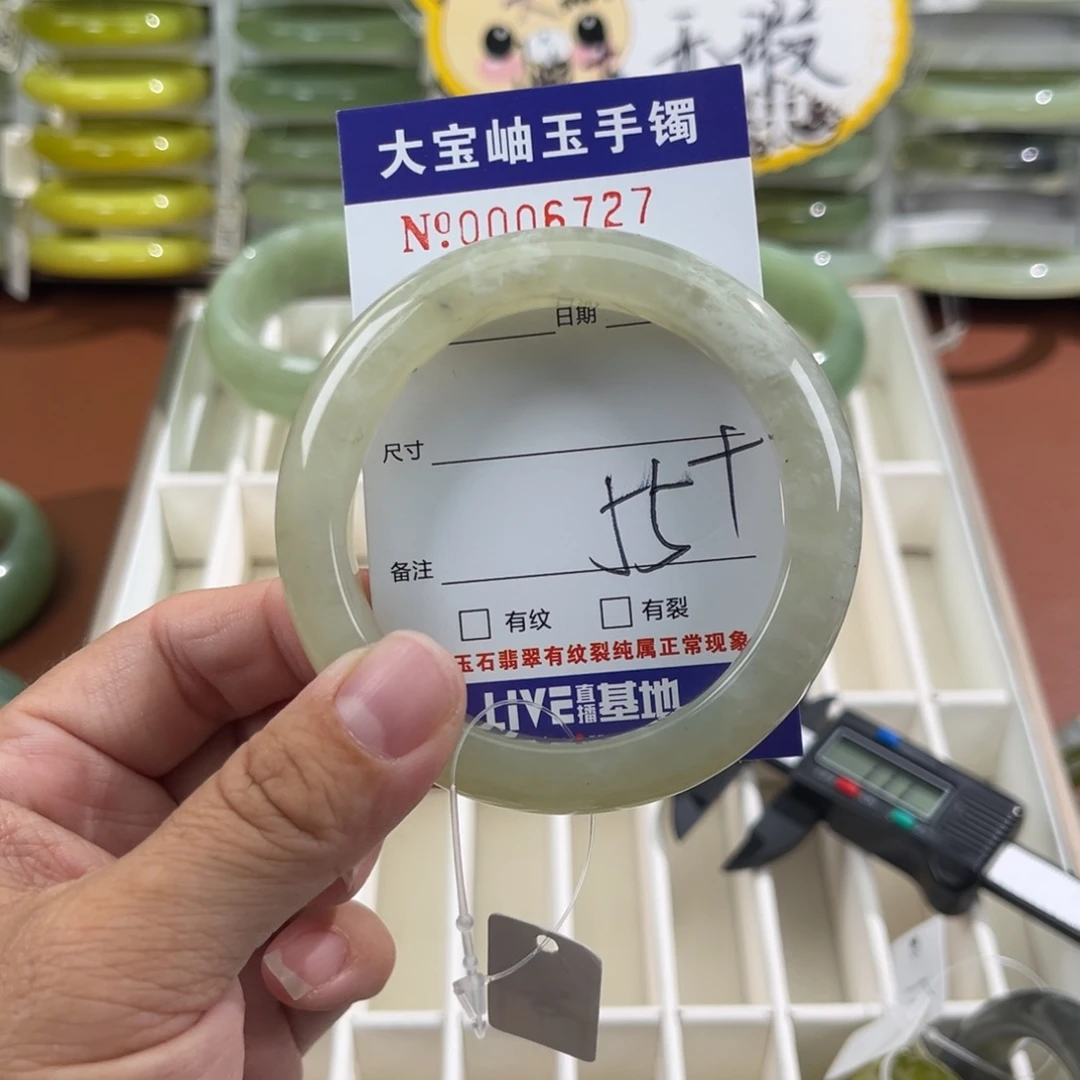 大宝岫玉手镯
Nº0006727
日期
尺寸
备注
□ 有纹 □ 有裂
玉石翡翠有纹裂纯属正常现象
LIVE直播基地